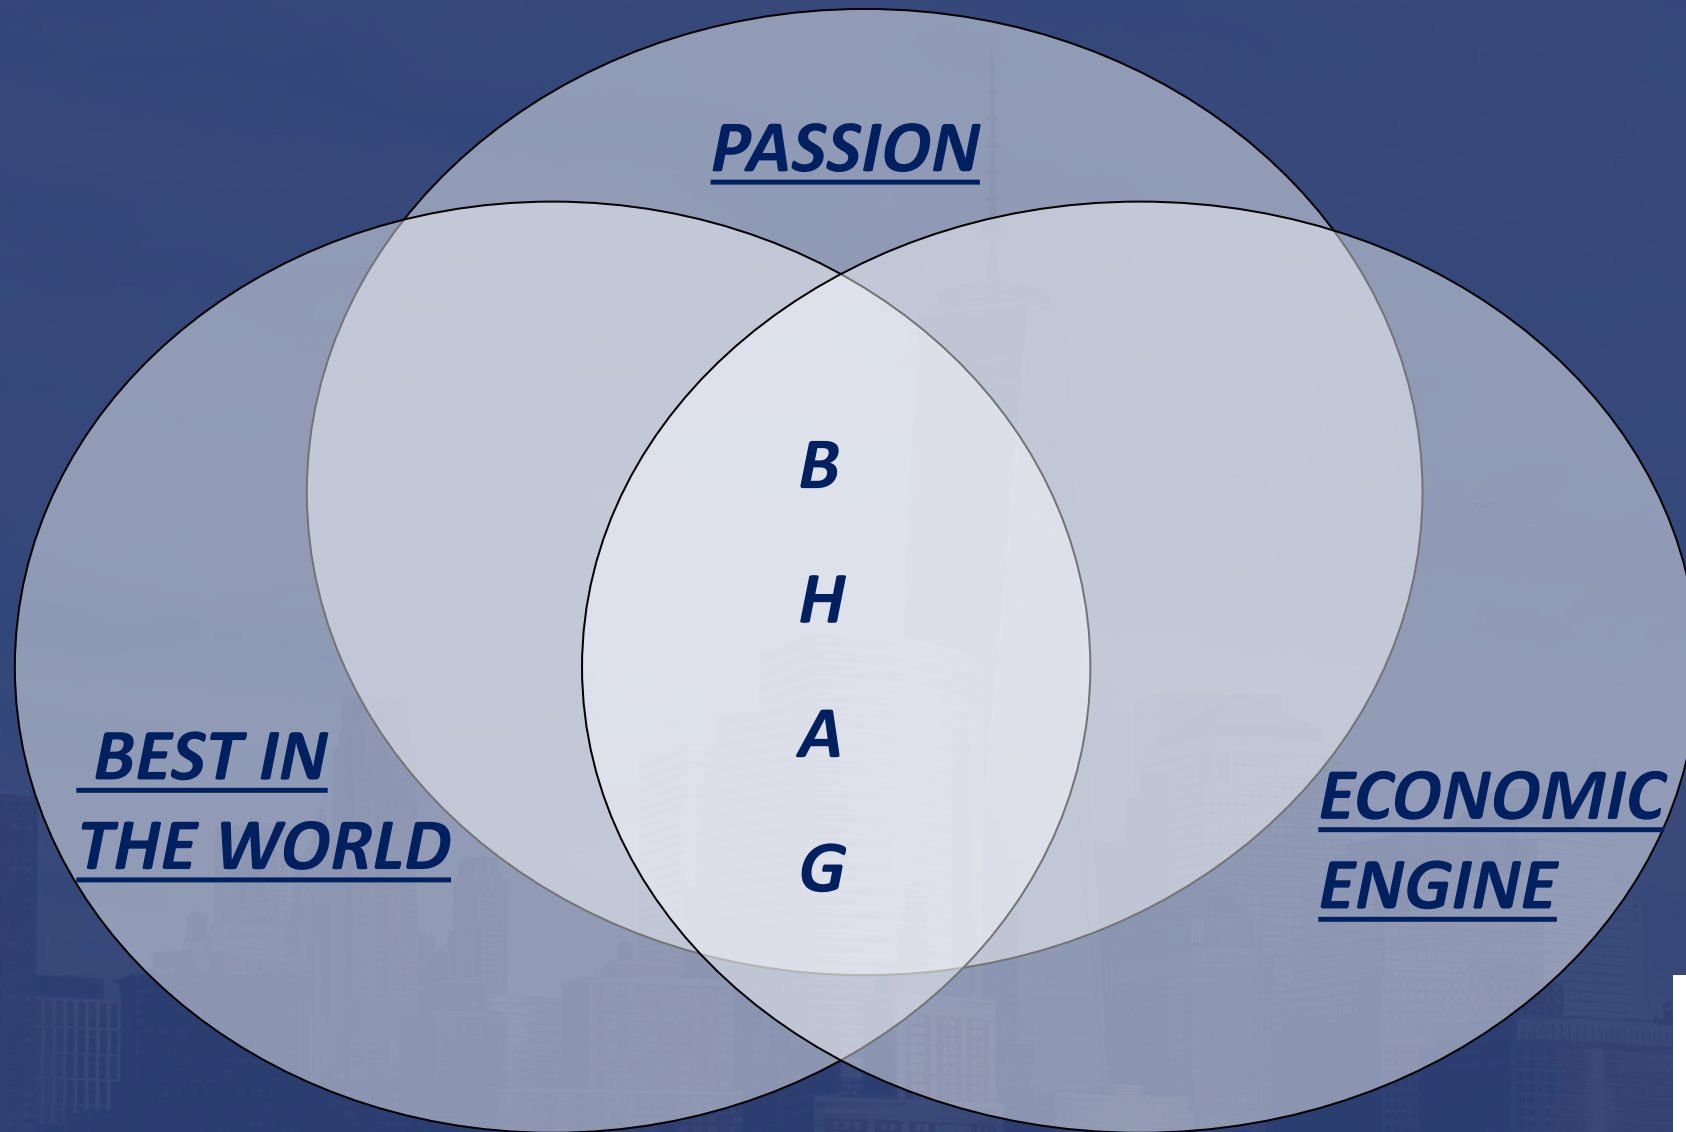 PASSION
B
H
A
G
BEST IN
THE WORLD
ECONOMIC
ENGINE